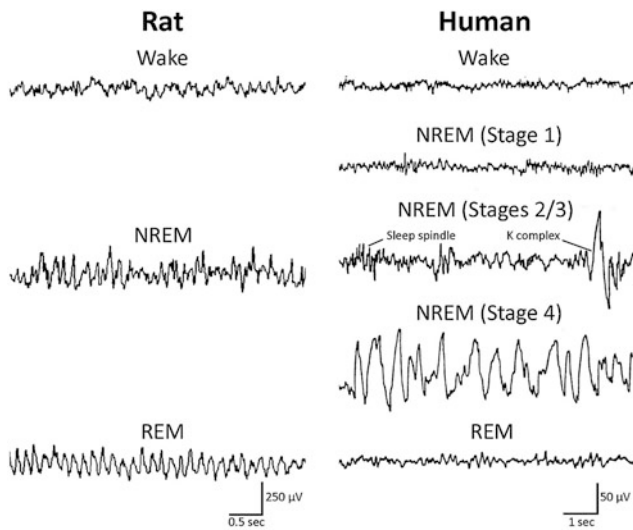 Rat
Human
Wake
Wake
NREM (Stage 1)
NREM
NREM (Stages 2/3)
Sleep spindle
K complex
NREM (Stage 4)
REM
REM
250 µV
0.5 sec
50 µV
1 sec